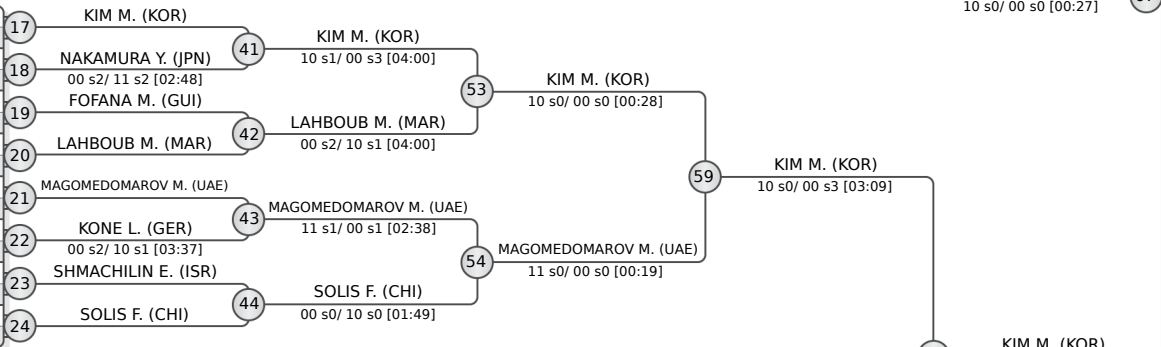 10 s0/ 00 s0 [00:27]
17
KIM M. (KOR)
18
NAKAMURA Y. (JPN)
00 s2/ 11 s2 [02:48]
41
KIM M. (KOR)
10 s1/ 00 s3 [04:00]
19
FOFANA M. (GUI)
20
LAHBOUB M. (MAR)
42
LAHBOUB M. (MAR)
00 s2/ 10 s1 [04:00]
53
KIM M. (KOR)
10 s0/ 00 s0 [00:28]
21
MAGOMEDOMAROV M. (UAE)
22
KONE L. (GER)
00 s2/ 10 s1 [03:37]
43
MAGOMEDOMAROV M. (UAE)
11 s1/ 00 s1 [02:38]
23
SHMACHILIN E. (ISR)
24
SOLIS F. (CHI)
44
SOLIS F. (CHI)
00 s0/ 10 s0 [01:49]
54
MAGOMEDOMAROV M. (UAE)
11 s0/ 00 s0 [00:19]
59
KIM M. (KOR)
10 s0/ 00 s3 [03:09]
KIM M. (KOR)